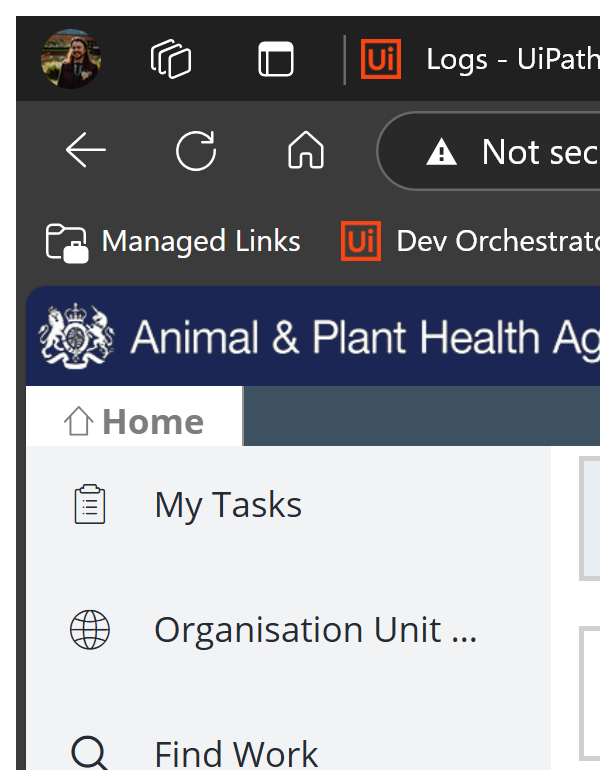 Ui Logs - UiPath
Not sec
Managed Links Ui Dev Orchestrato
Animal & Plant Health Ag
Home
My Tasks
Organisation Unit ...
Find Work